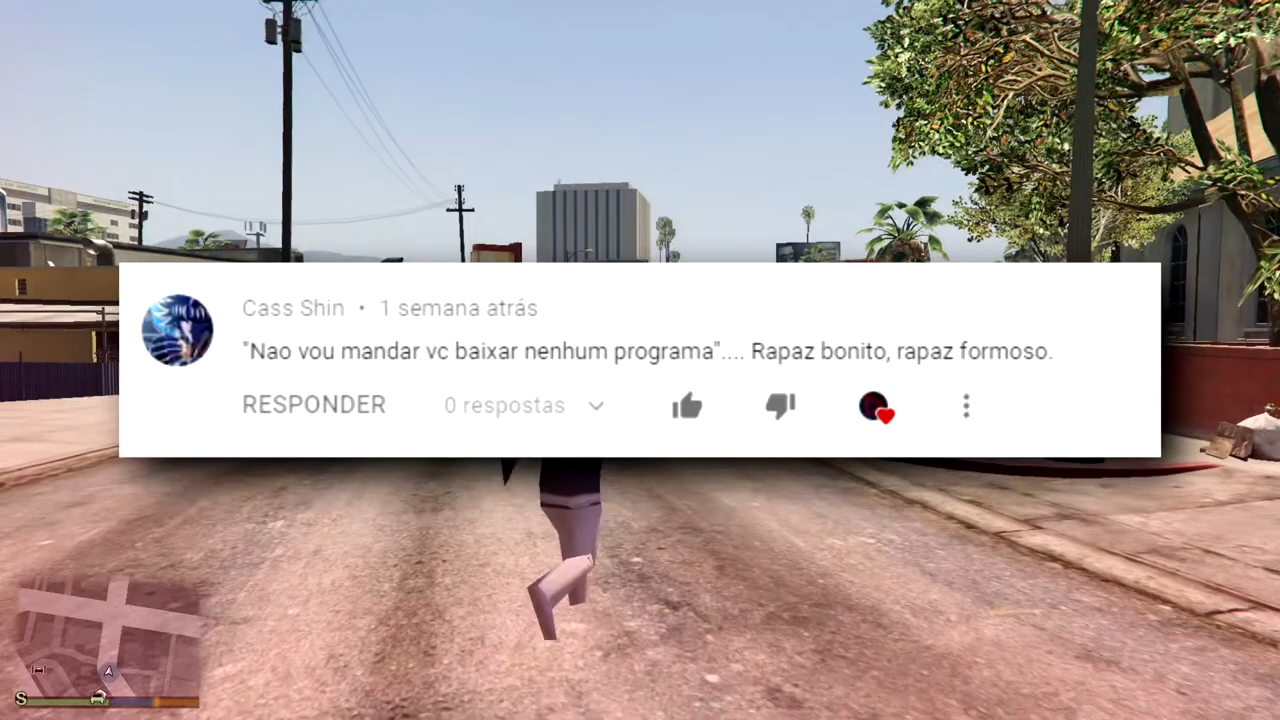 Cass Shin • 1 semana atrás
"Nao vou mandar vc baixar nenhum programa".... Rapaz bonito, rapaz formoso.
RESPONDER 0 respostas
S